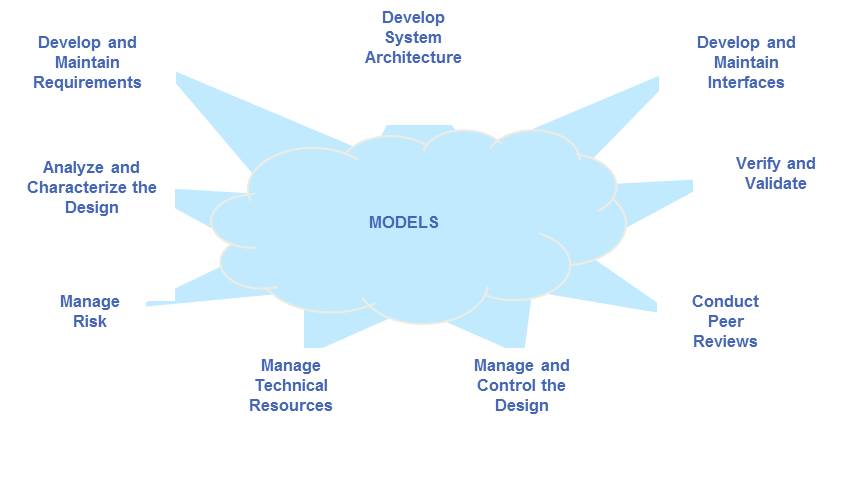 Develop
System
Architecture
Develop and
Maintain
Requirements
Develop and
Maintain
Interfaces
Analyze and
Characterize the
Design
Verify and
Validate
MODELS
Manage
Risk
Conduct
Peer
Reviews
Manage
Technical
Resources
Manage and
Control the
Design